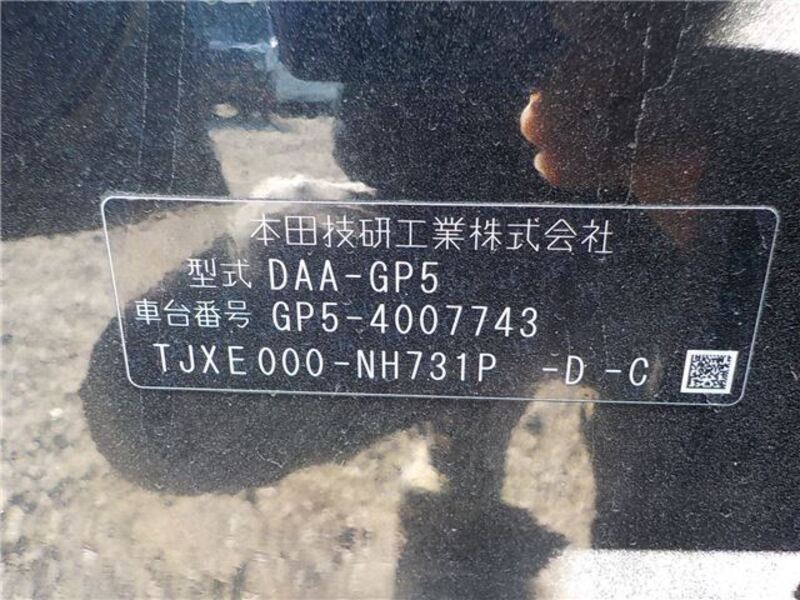 本田技研工業株式会社
型式 DAA-GP5
車台番号 GP5-4007743
TJXE000-NH731P -D -C